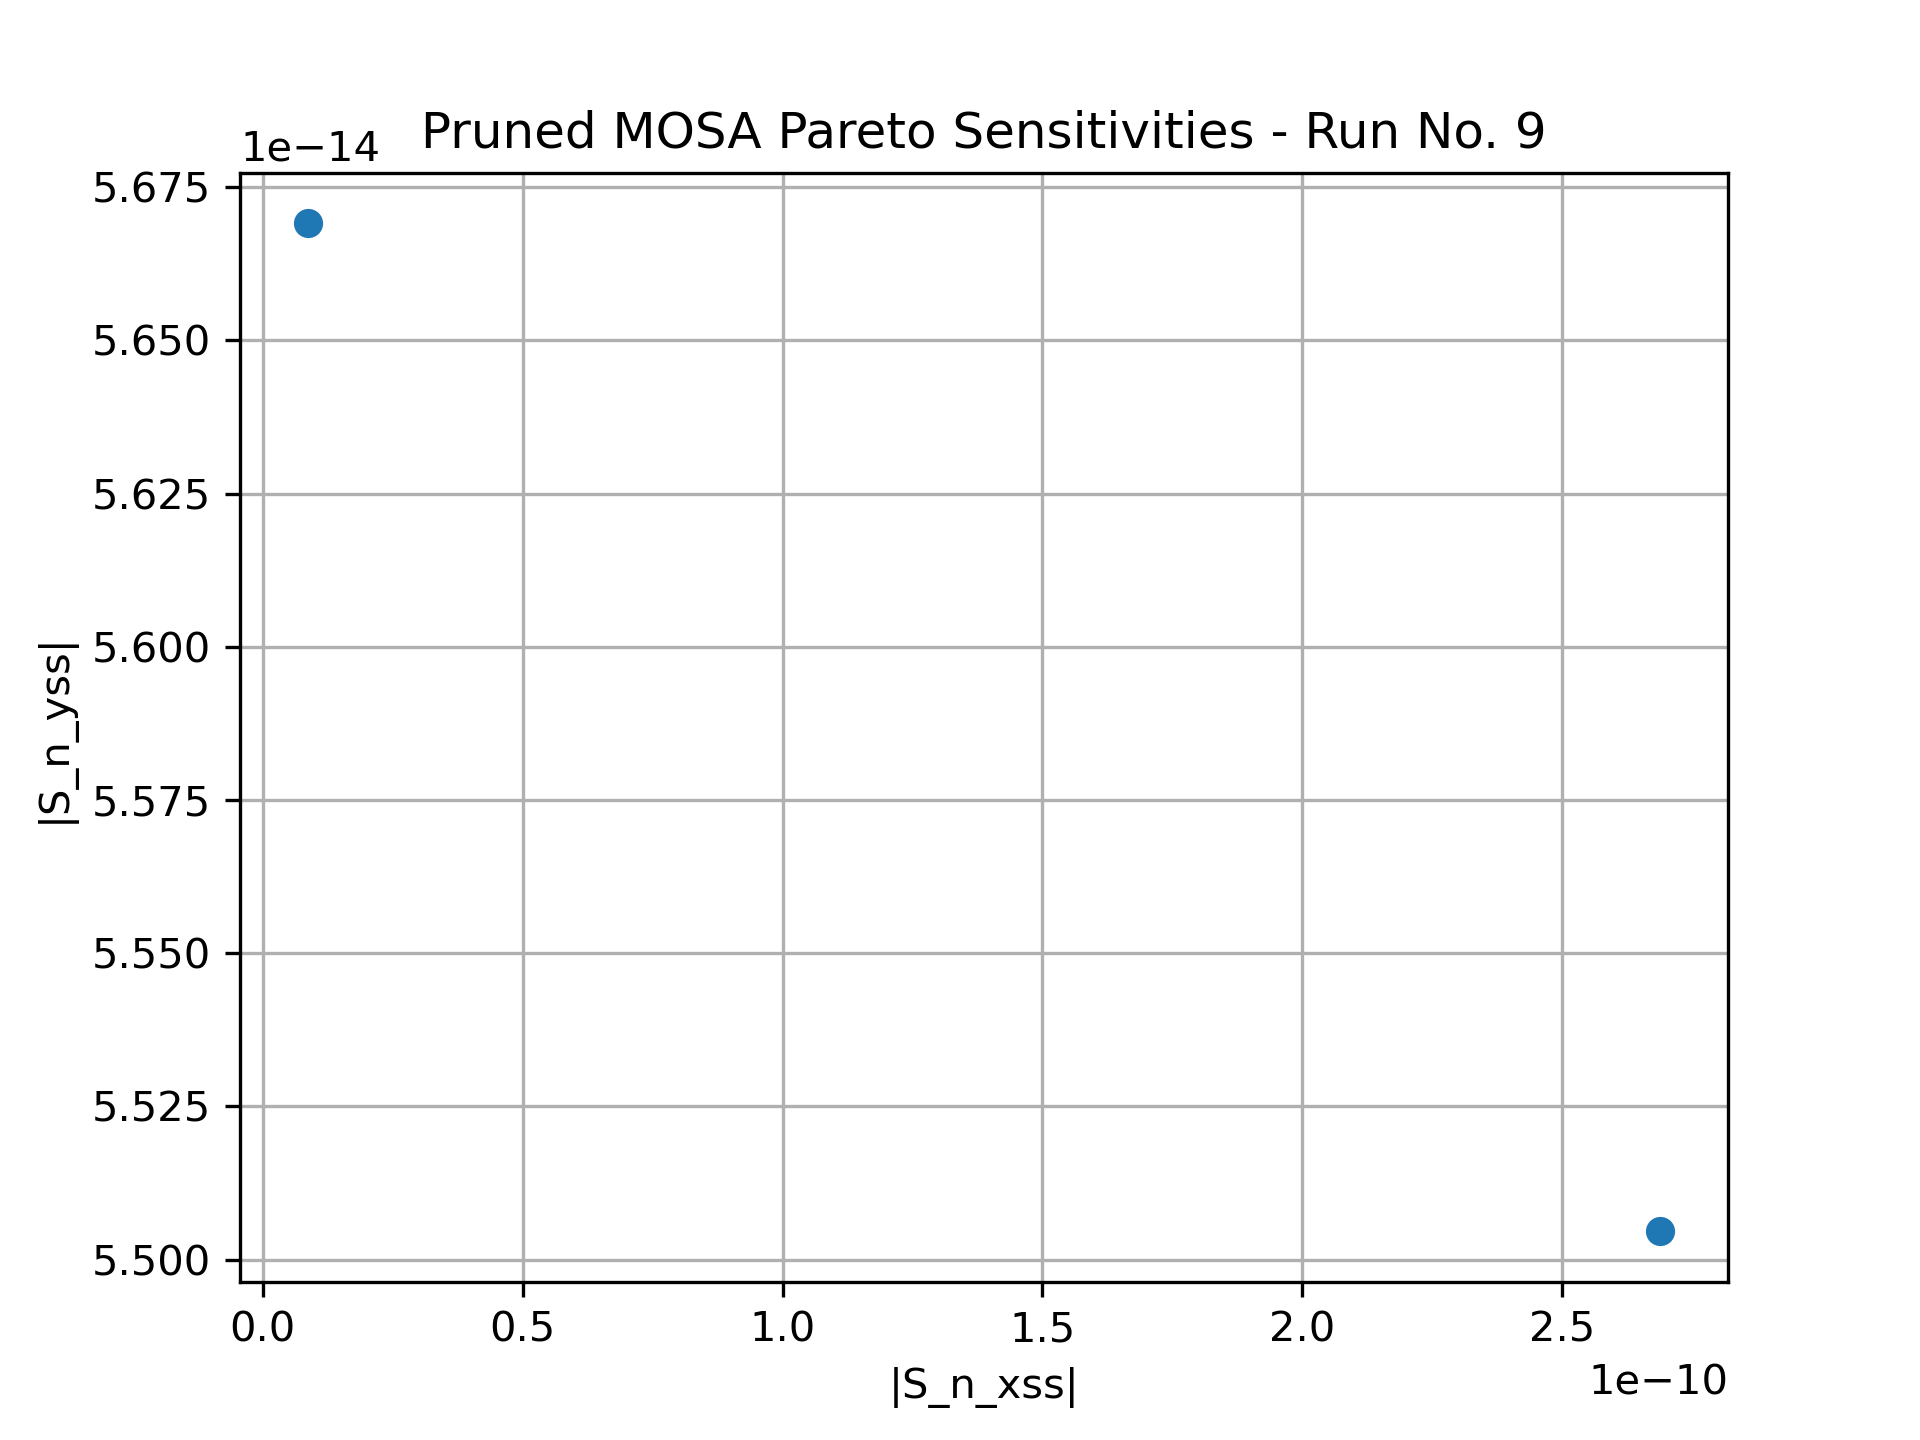 Pruned MOSA Pareto Sensitivities - Run No. 9
1e−14
5.675
5.650
5.625
5.600
5.575
5.550
5.525
5.500
|S_n_yss|
0.0 0.5 1.0 1.5 2.0 2.5
1e−10
|S_n_xss|